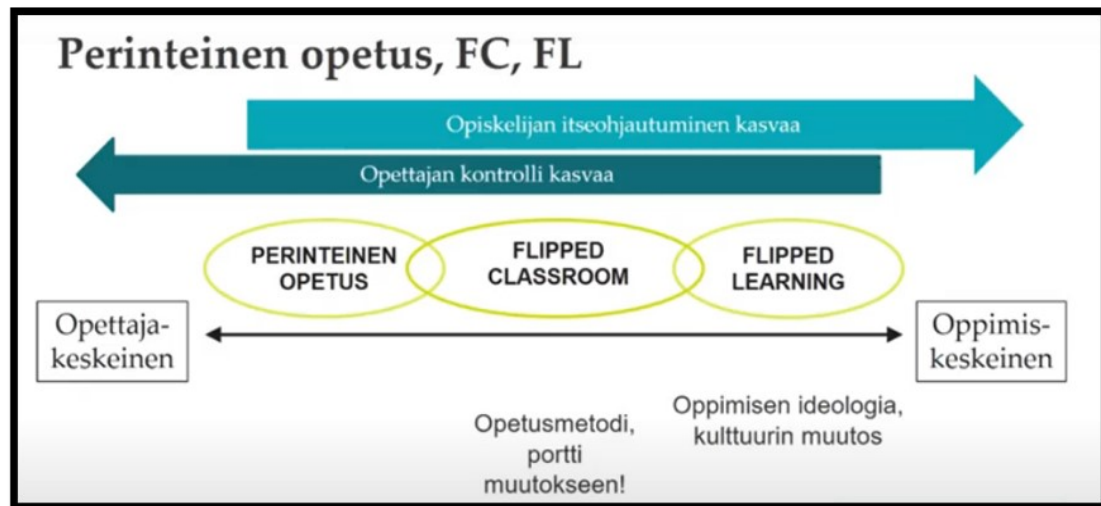 Perinteinen opetus, FC, FL
Opiskelijan itseohjautuminen kasvaa
Opettajan kontrolli kasvaa
PERINTEINEN
OPETUS
FLIPPED
CLASSROOM
FLIPPED
LEARNING
Opettaja-
keskeinen
Oppimis-
keskeinen
Opetusmetodi,
portti
muutokseen!
Oppimisen ideologia,
kulttuurin muutos